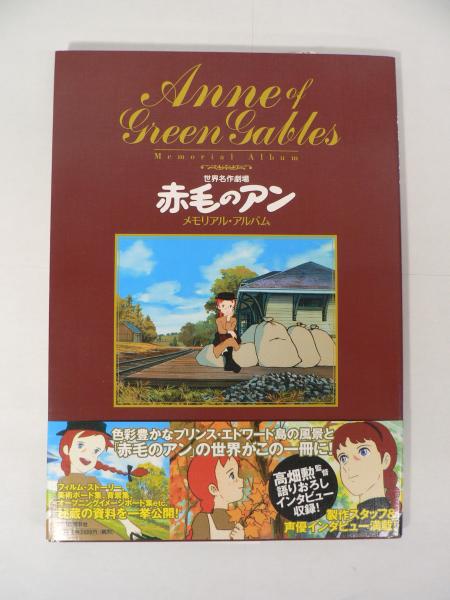 Anne of
Green Gables
Memorial Album
世界名作劇場
赤毛のアン
メモリアル・アルバム
色彩豊かなプリンス・エドワード島の風景と
「赤毛のアン」の世界がこの一冊に!
フィルム・ストーリー、
美術ボード集、背景集、
オープニングイメージボード集etc.
秘蔵の資料を一挙公開!
高畑勲監督
語りおろし
インタビュー
収録!
製作スタッフ&
声優インタビュー満載!